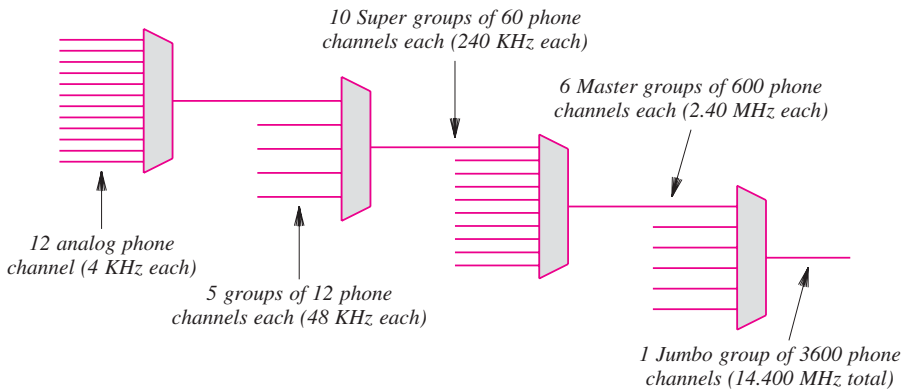 10 Super groups of 60 phone
channels each (240 KHz each)
6 Master groups of 600 phone
channels each (2.40 MHz each)
12 analog phone
channel (4 KHz each)
5 groups of 12 phone
channels each (48 KHz each)
1 Jumbo group of 3600 phone
channels (14.400 MHz total)